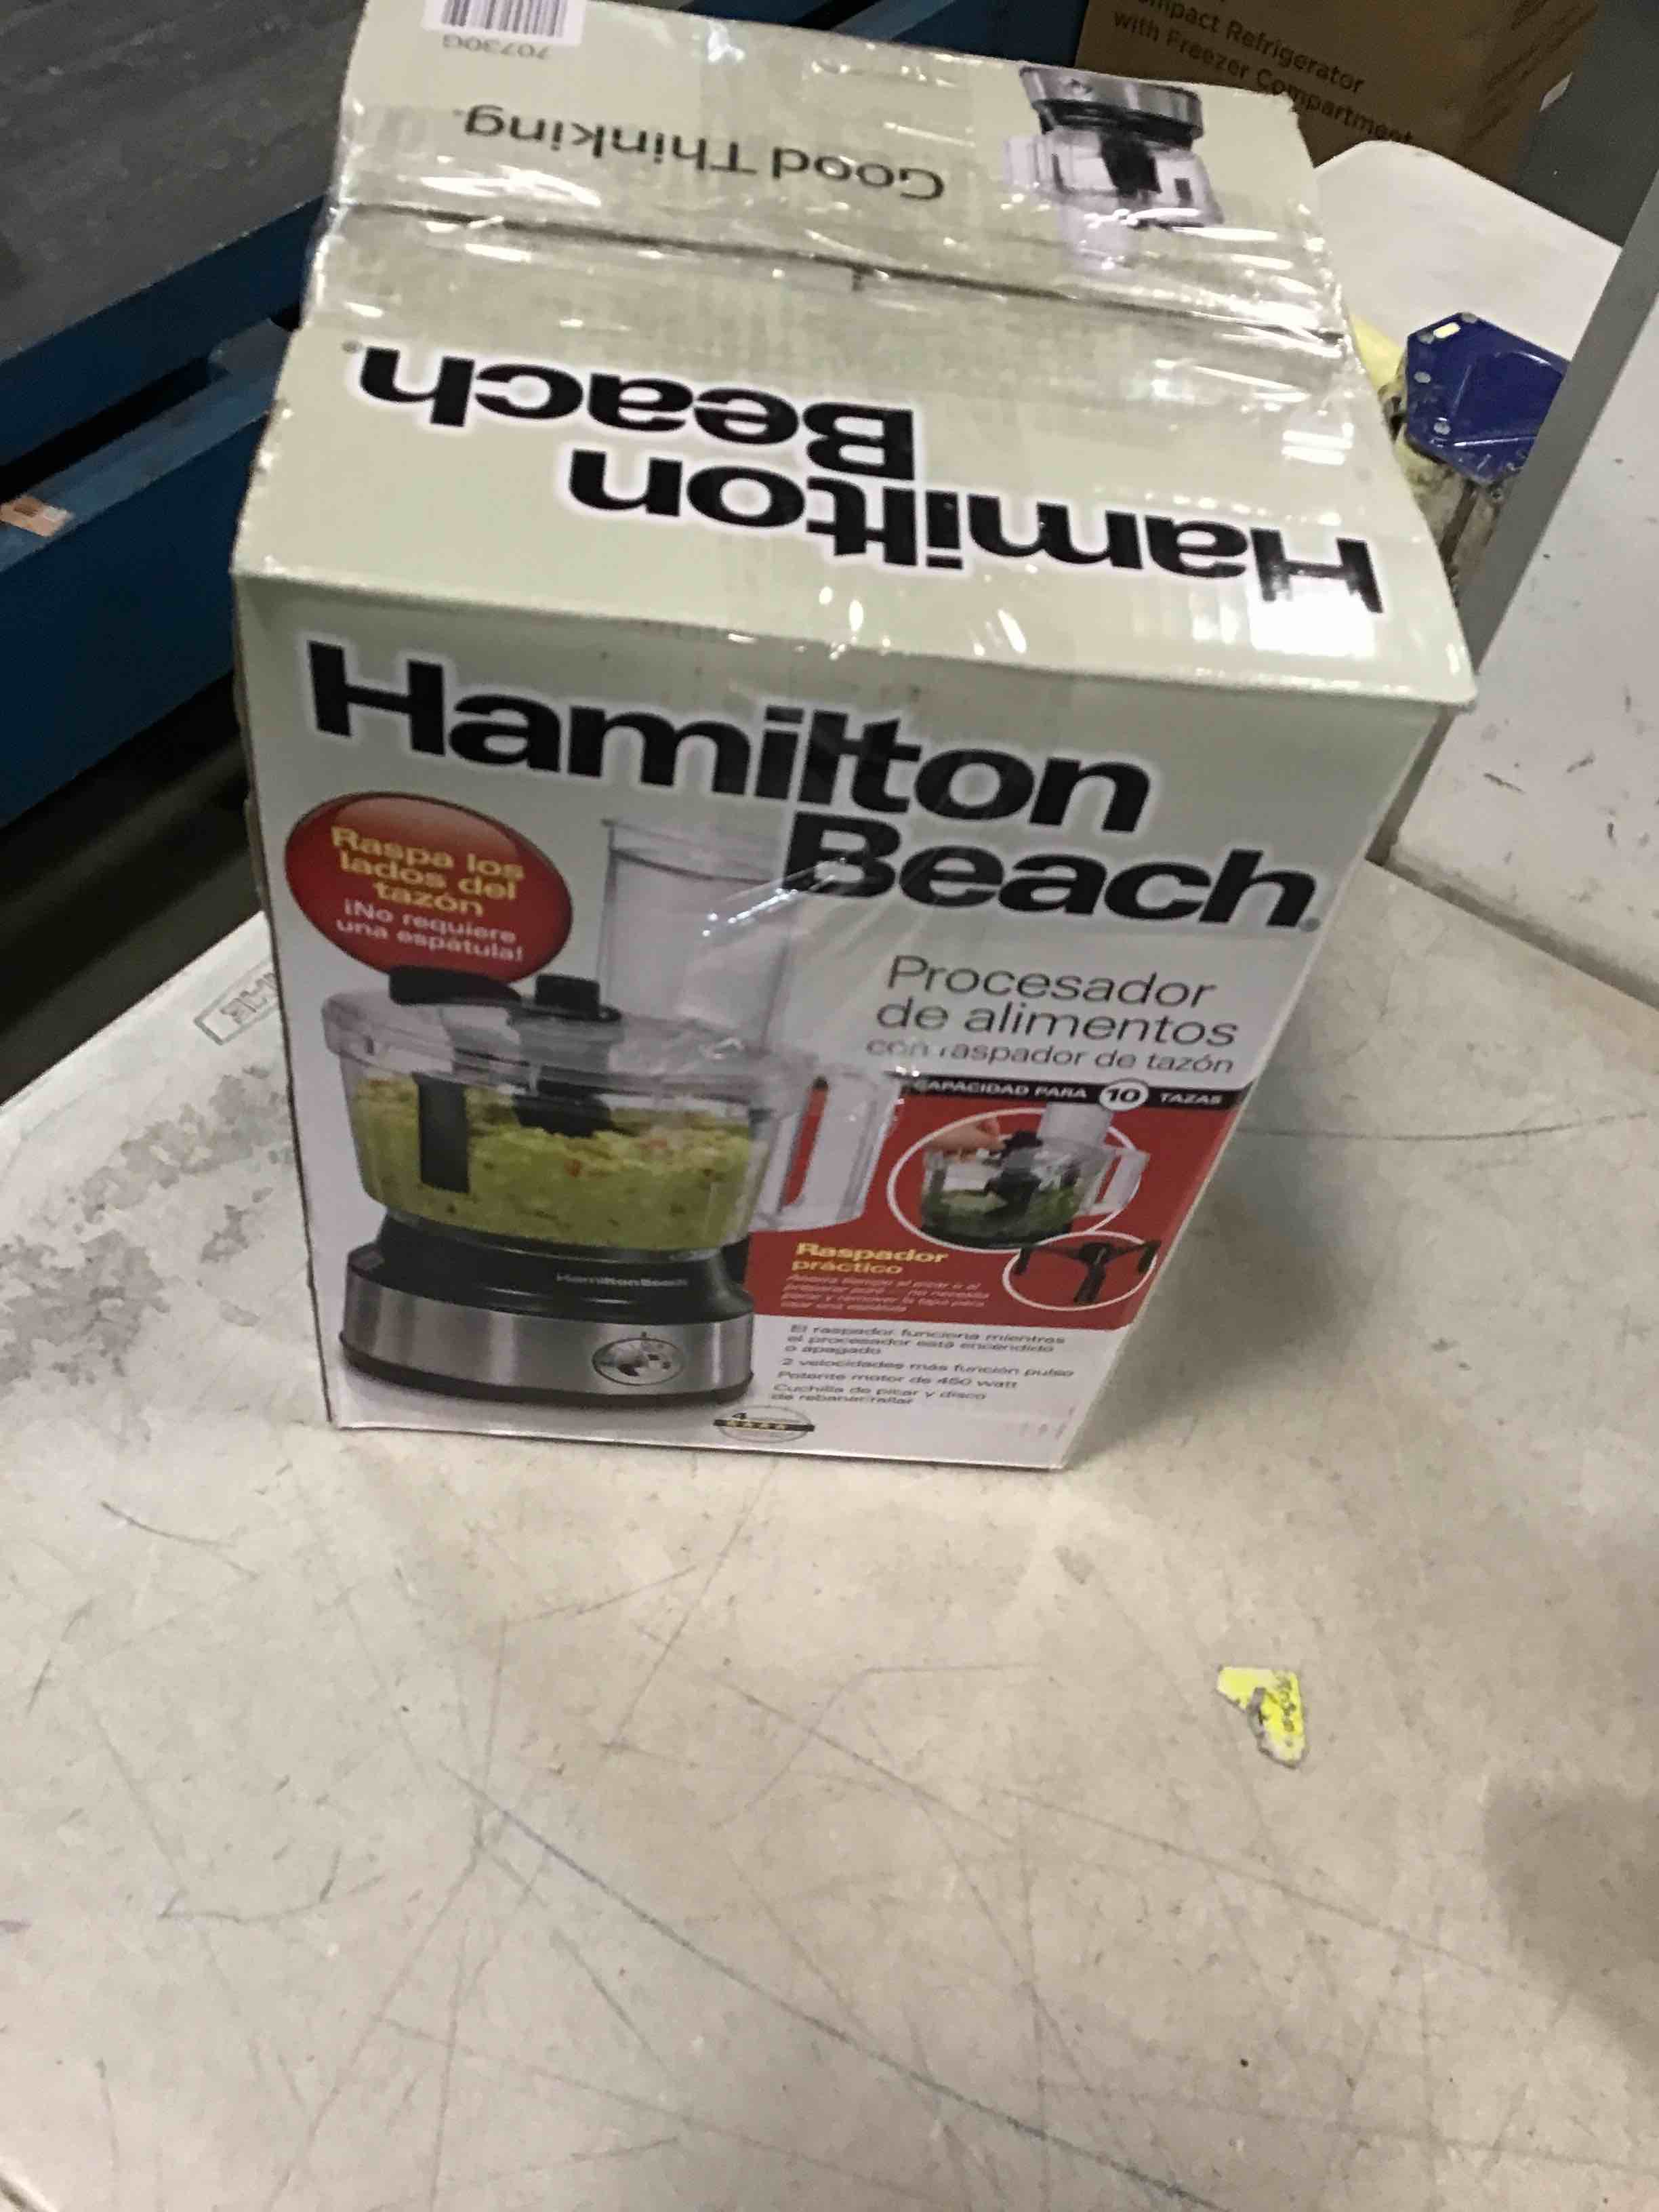 70730G
Good Thinking.
Hamilton
Beach®
Hamilton
Beach®
Raspa los
lados del
tazón
¡No requiere
una espátula!
Procesador
de alimentos
con raspador de tazón
CAPACIDAD PARA 10 TAZAS
Raspador
práctico
Hamilton Beach
El raspador funciona mientras
el procesador está encendido
o apagado
2 velocidades más función pulso
Potente motor de 450 watt
Cuchilla de picar y disco
de rebanar/rallar
Compact Refrigerator
with Freezer Compartment